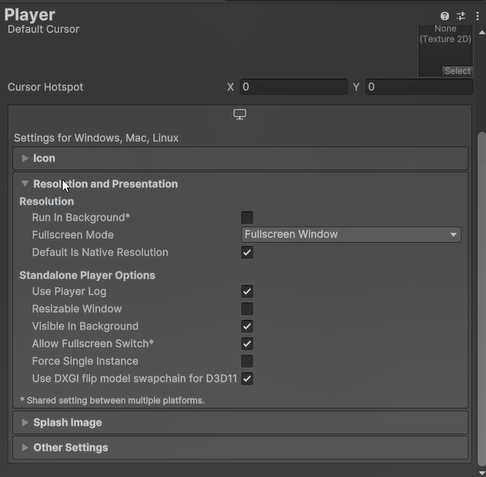 Player
Default Cursor
None
(Texture 2D)
Select
Cursor Hotspot X 0 Y 0
Settings for Windows, Mac, Linux
Icon
Resolution and Presentation
Resolution
Run In Background*
Fullscreen Mode Fullscreen Window
Default Is Native Resolution
Standalone Player Options
Use Player Log
Resizable Window
Visible In Background
Allow Fullscreen Switch*
Force Single Instance
Use DXGI flip model swapchain for D3D11
* Shared setting between multiple platforms.
Splash Image
Other Settings